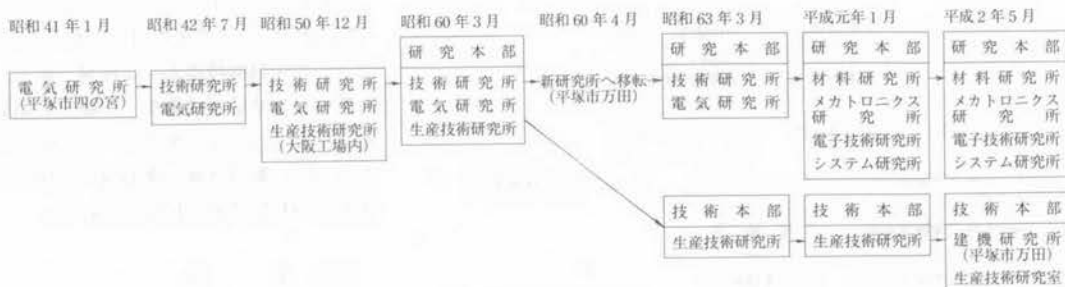 昭和41年1月
昭和42年7月
昭和50年12月
昭和60年3月
昭和60年4月
昭和63年3月
平成元年1月
平成2年5月
電気研究所
(平塚市四の宮)
技術研究所
電気研究所
技術研究所
電気研究所
生産技術研究所
(大阪工場内)
研究本部
技術研究所
電気研究所
生産技術研究所
新研究所へ移転
(平塚市万田)
研究本部
技術研究所
電気研究所
研究本部
材料研究所
メカトロニクス
研究所
電子技術研究所
システム研究所
研究本部
材料研究所
メカトロニクス
研究所
電子技術研究所
システム研究所
技術本部
生産技術研究所
技術本部
生産技術研究所
技術本部
建機研究所
(平塚市万田)
生産技術研究室